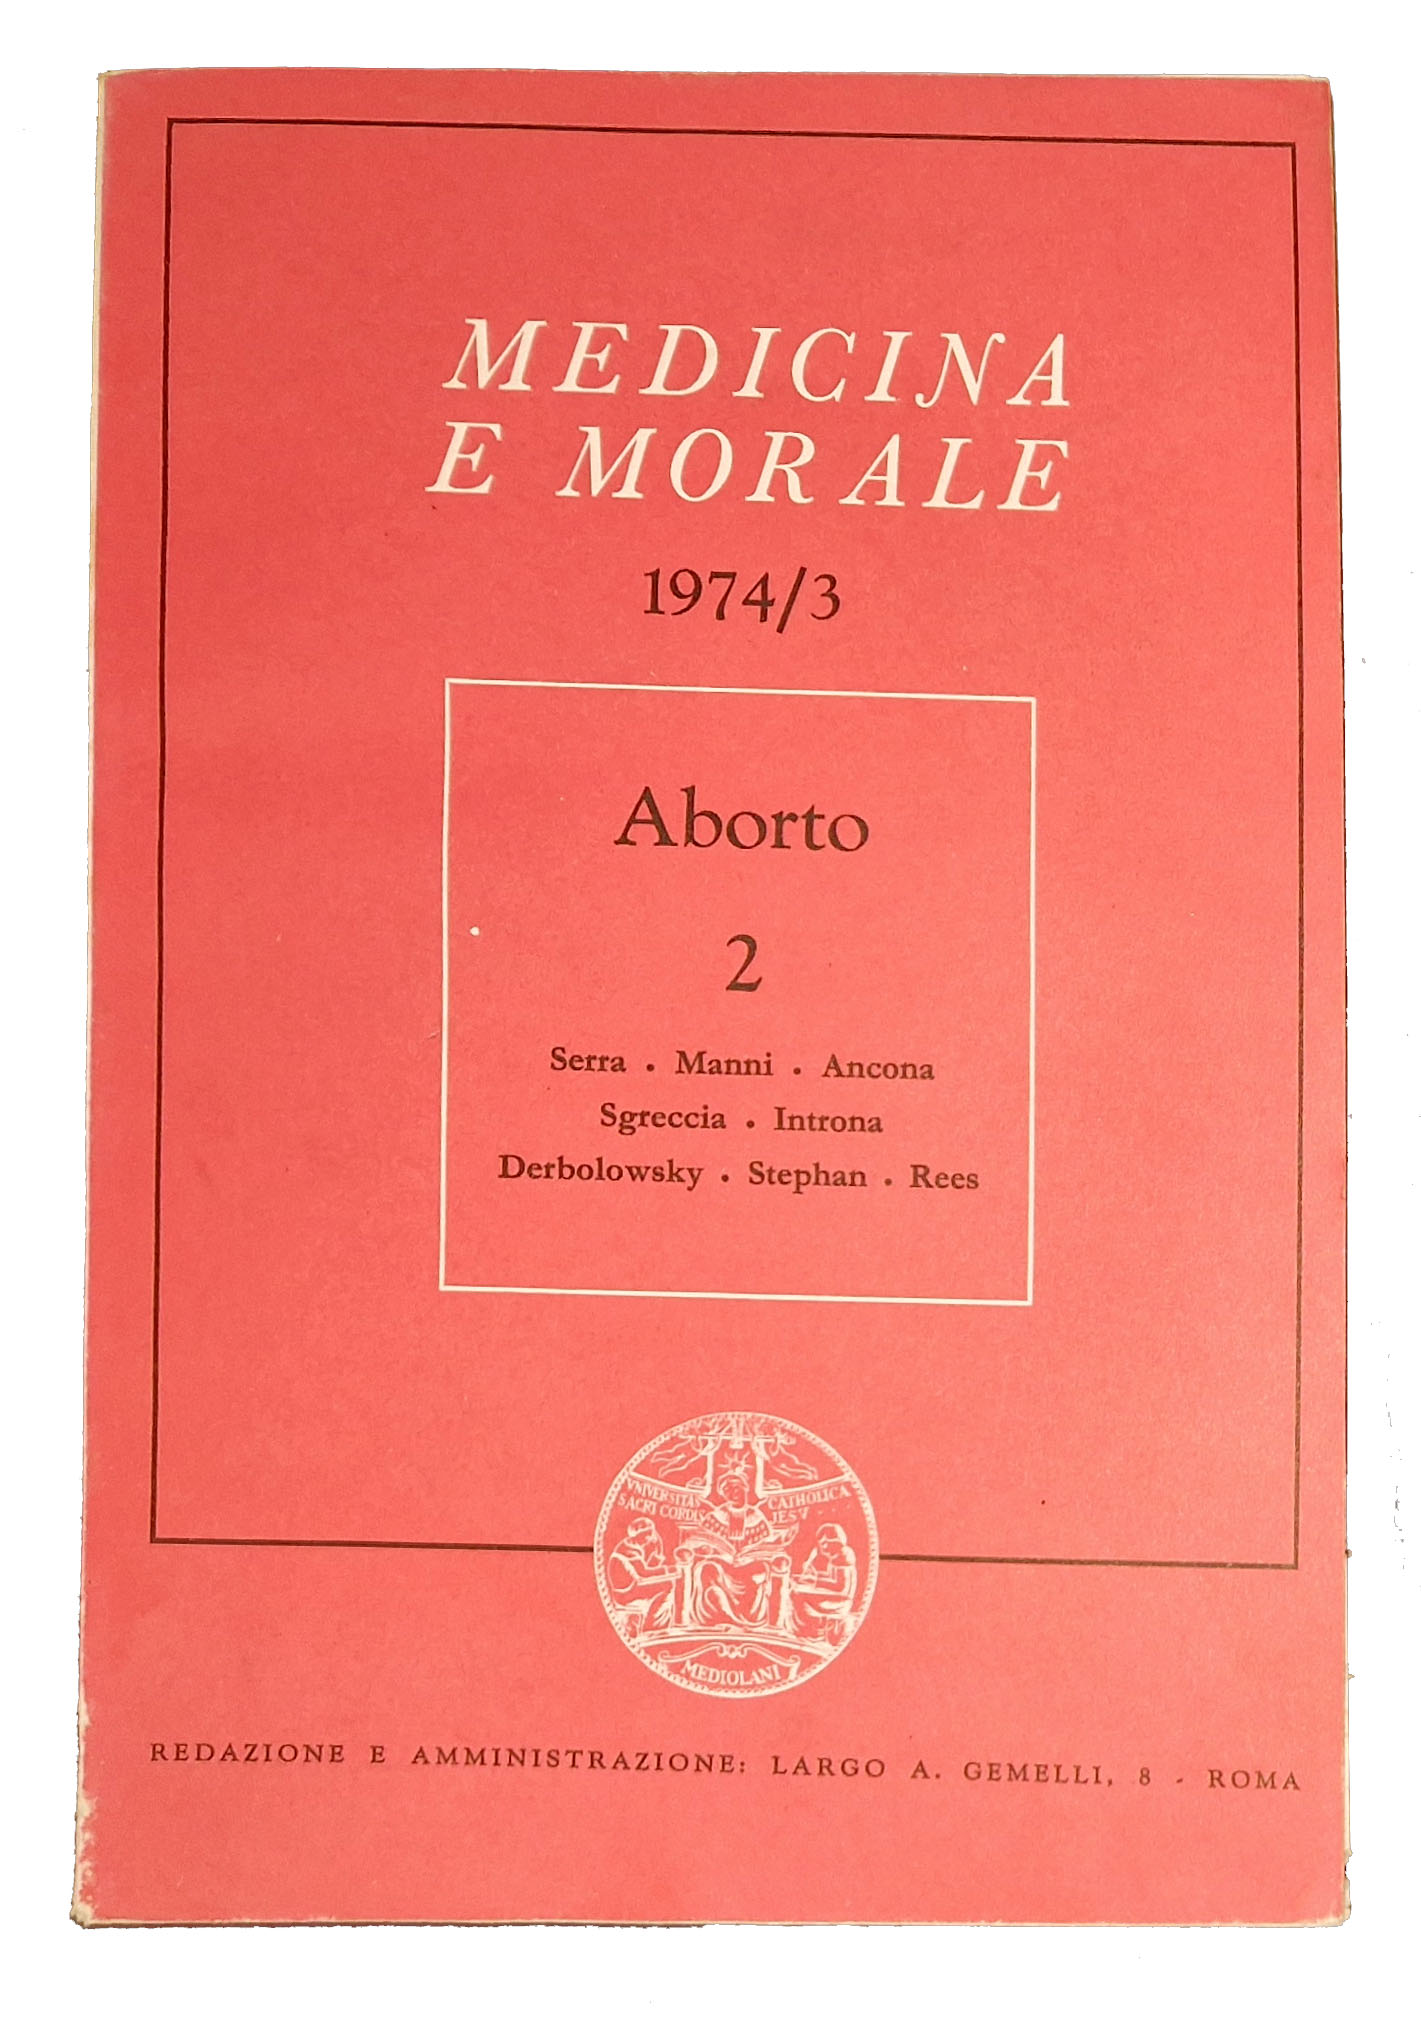 MEDICINA
E MORALE
1974/3
Aborto
2
Serra . Manni . Ancona
Sgreccia . Introna
Derbolowsky . Stephan . Rees
VNIVERSITAS CATHOLICA
SACRI CORDIS IESV
MEDIOLANI
REDAZIONE E AMMINISTRAZIONE: LARGO A. GEMELLI, 8 - ROMA